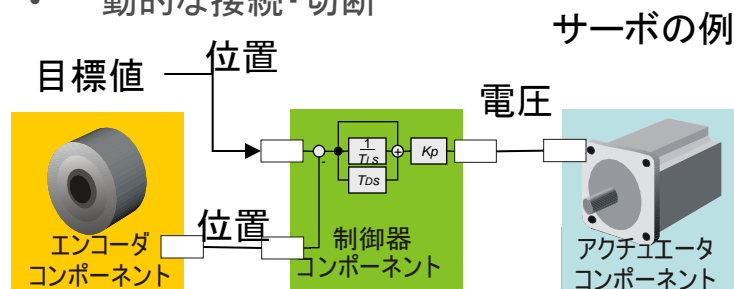 • 動的な接続・切断
サーボの例
目標値
位置
電圧
1
TIs
TDs
+
Kp
-
位置
エンコーダ
コンポーネント
制御器
コンポーネント
アクチュエータ
コンポーネント